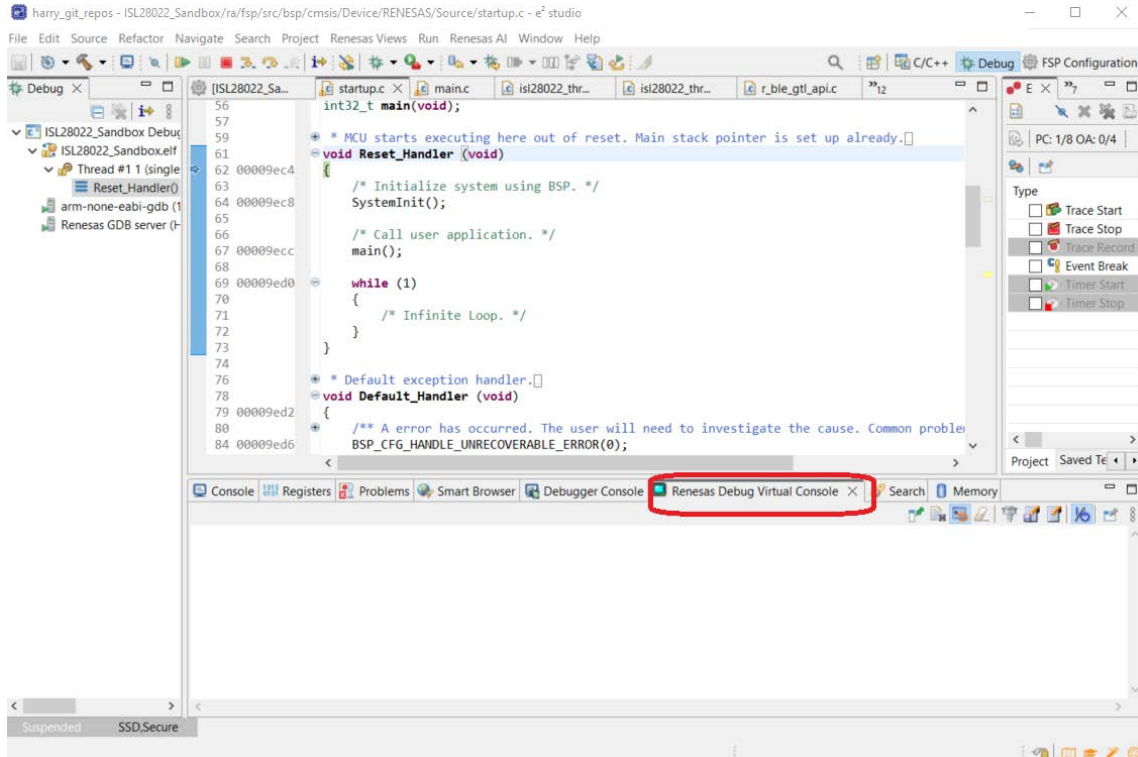 harry_git_repos - ISL28022_Sandbox/ra/fsp/src/bsp/cmsis/Device/RENESAS/Source/startup.c - e² studio
File Edit Source Refactor Navigate Search Project Renesas Views Run Renesas AI Window Help
C/C++ Debug FSP Configuration
Debug
[ISL28022_Sa... startup.c main.c isl28022_thr... isl28022_thr... r_ble_gtl_api.c »12
E »7
ISL28022_Sandbox Debug
ISL28022_Sandbox.elf
Thread #1 1 (single
Reset_Handler()
arm-none-eabi-gdb (1
Renesas GDB server (H
56 int32_t main(void);
57
59 * MCU starts executing here out of reset. Main stack pointer is set up already.
61 void Reset_Handler (void)
62 00009ec4 {
63 /* Initialize system using BSP. */
64 00009ec8 SystemInit();
65
66 /* Call user application. */
67 00009ecc main();
68
69 00009ed0 while (1)
70 {
71 /* Infinite Loop. */
72 }
73 }
74
76 * Default exception handler.
78 void Default_Handler (void)
79 00009ed2 {
80 /** A error has occurred. The user will need to investigate the cause. Common problem
84 00009ed6 BSP_CFG_HANDLE_UNRECOVERABLE_ERROR(0);
PC: 1/8 OA: 0/4
Type
Trace Start
Trace Stop
Trace Record
Event Break
Timer Start
Timer Stop
Project Saved Te
Console Registers Problems Smart Browser Debugger Console Renesas Debug Virtual Console Search Memory
Suspended SSD,Secure